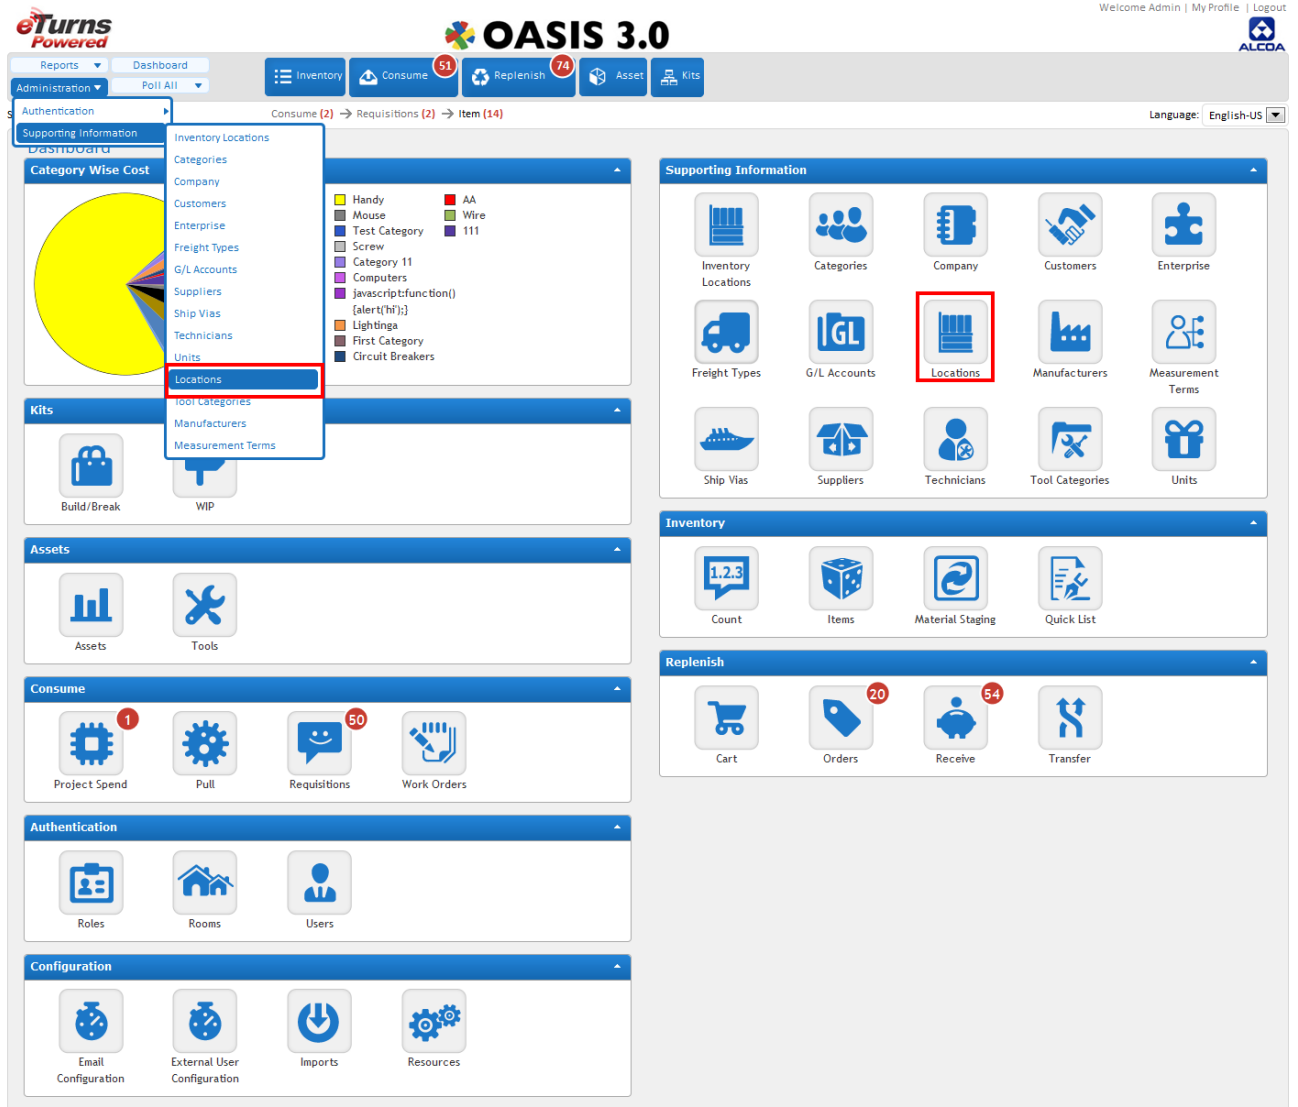 Welcome Admin | My Profile | Logout
eTurns
Powered
OASIS 3.0
ALCOA
Reports
Dashboard
Administration
Poll All
Inventory
Consume
51
Replenish
74
Asset
Kits
Authentication
Supporting Information
Consume (2) → Requisitions (2) → Item (14)
Language: English-US
Dashboard
Inventory Locations
Categories
Company
Customers
Enterprise
Freight Types
G/L Accounts
Suppliers
Ship Vias
Technicians
Units
Locations
Tool Categories
Manufacturers
Measurement Terms
Category Wise Cost
Handy
Mouse
Test Category
Screw
Category 11
Computers
javascript:function()
{alert('hi');}
Lightinga
First Category
Circuit Breakers
AA
Wire
111
Kits
Build/Break
WIP
Assets
Assets
Tools
Consume
1
50
Project Spend
Pull
Requisitions
Work Orders
Authentication
Roles
Rooms
Users
Configuration
Email
Configuration
External User
Configuration
Imports
Resources
Supporting Information
Inventory
Locations
Categories
Company
Customers
Enterprise
GL
Freight Types
G/L Accounts
Locations
Manufacturers
Measurement
Terms
Ship Vias
Suppliers
Technicians
Tool Categories
Units
Inventory
1.2.3
Count
Items
Material Staging
Quick List
Replenish
20
54
Cart
Orders
Receive
Transfer